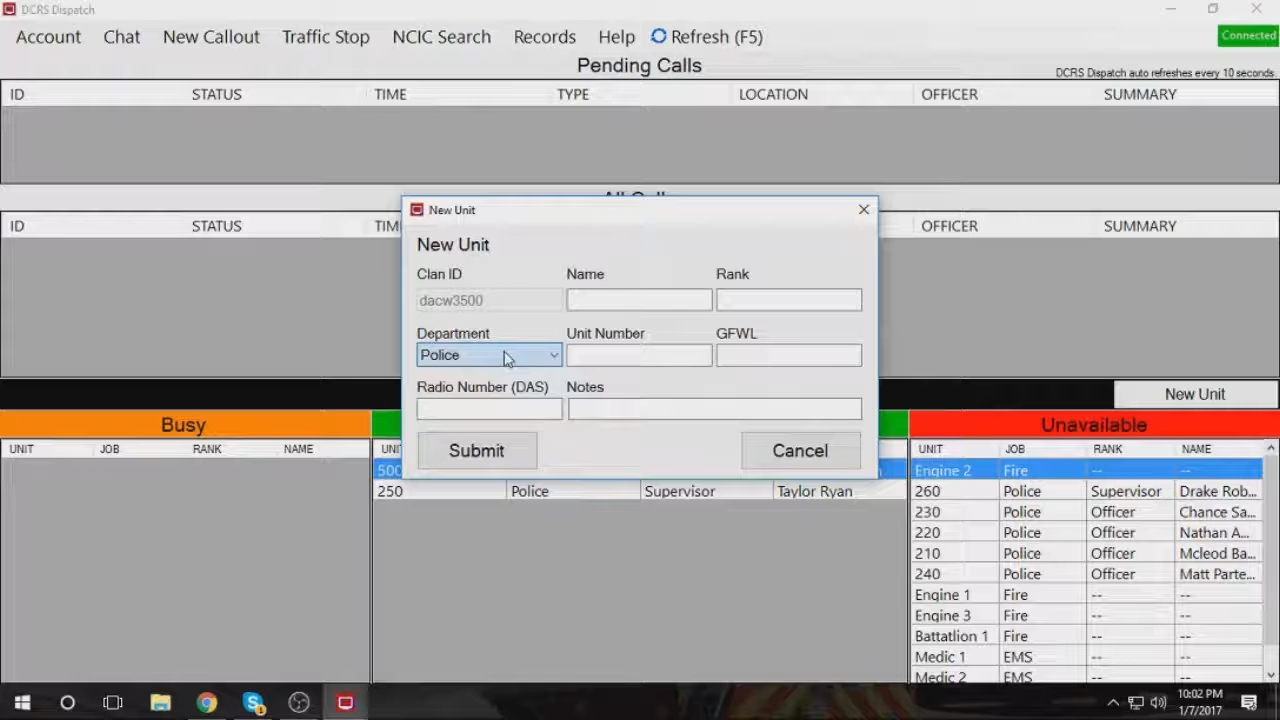 DCRS Dispatch
Account Chat New Callout Traffic Stop NCIC Search Records Help Refresh (F5) Connected
Pending Calls
DCRS Dispatch auto refreshes every 10 seconds.
ID STATUS TIME TYPE LOCATION OFFICER SUMMARY
ID STATUS OFFICER SUMMARY
New Unit
New Unit
Clan ID Name Rank
dacw3500
Department Unit Number GFWL
Police
Radio Number (DAS) Notes
Submit Cancel
New Unit
Busy
UNIT JOB RANK NAME
250 Police Supervisor Taylor Ryan
Unavailable
UNIT JOB RANK NAME
Engine 2 Fire -- --
260 Police Supervisor Drake Rob...
230 Police Officer Chance Sa...
220 Police Officer Nathan A...
210 Police Officer Mcleod Ba...
240 Police Officer Matt Parte...
Engine 1 Fire -- --
Engine 3 Fire -- --
Battatlion 1 Fire -- --
Medic 1 EMS -- --
Medic 2 EMS -- --
10:02 PM
1/7/2017